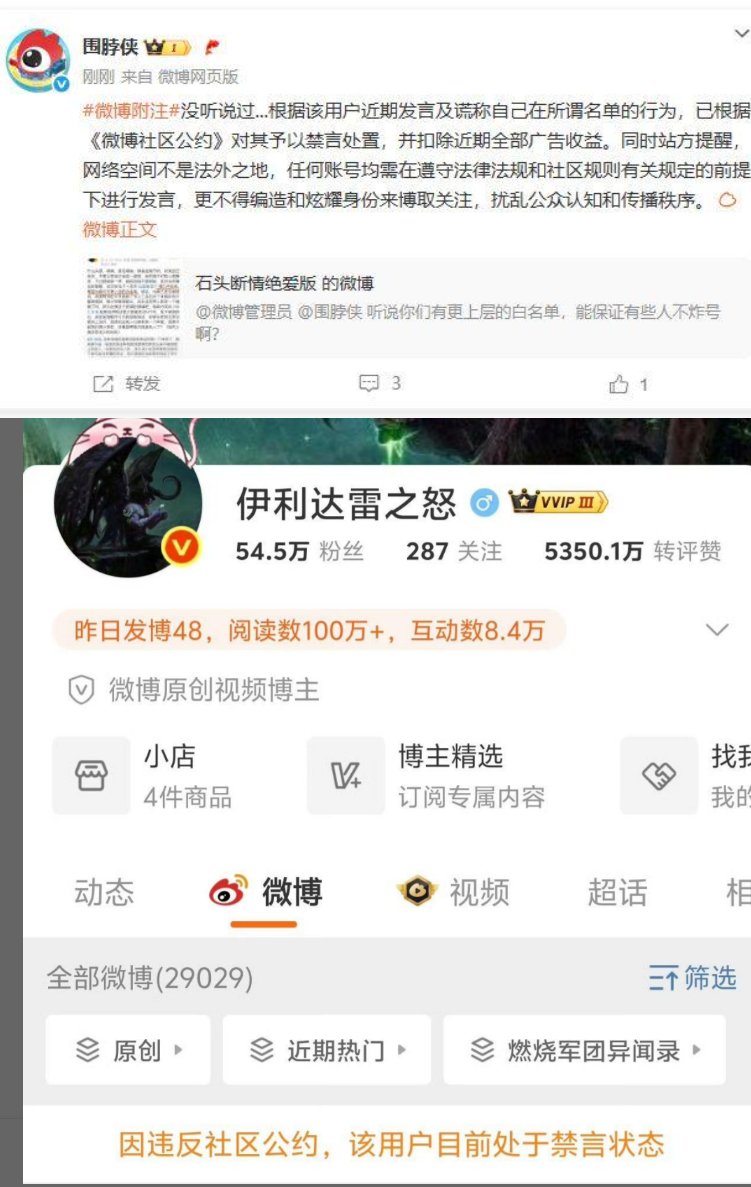 围脖侠 I
刚刚 来自 微博网页版
#微博附注#没听说过...根据该用户近期发言及谎称自己在所谓名单的行为，已根据
《微博社区公约》对其予以禁言处置，并扣除近期全部广告收益。同时站方提醒，
网络空间不是法外之地，任何账号均需在遵守法律法规和社区规则有关规定的前提
下进行发言，更不得编造和炫耀身份来博取关注，扰乱公众认知和传播秩序。
微博正文
石头断情绝爱版 的微博
@微博管理员 @围脖侠 听说你们有更上层的白名单，能保证有些人不炸号
啊?
转发 3 1
伊利达雷之怒 VVIP III
54.5万 粉丝 287 关注 5350.1万 转评赞
昨日发博48，阅读数100万+，互动数8.4万
微博原创视频博主
小店 博主精选 找我
4件商品 订阅专属内容 我的
动态 微博 视频 超话 相
全部微博(29029) 筛选
原创 近期热门 燃烧军团异闻录
因违反社区公约，该用户目前处于禁言状态